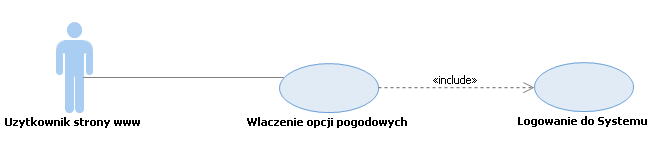 «include»
Uzytkownik strony www
Wlaczenie opcji pogodowych
Logowanie do Systemu